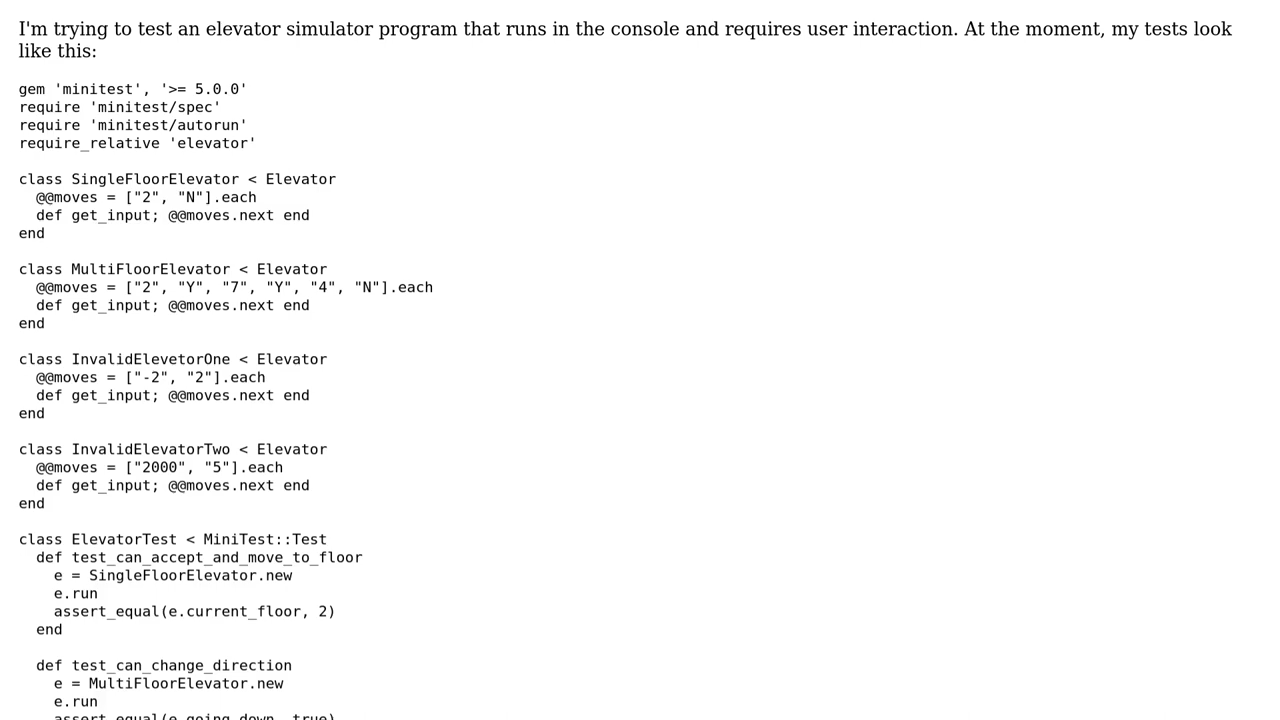 I'm trying to test an elevator simulator program that runs in the console and requires user interaction. At the moment, my tests look
like this:
gem 'minitest', '>= 5.0.0'
require 'minitest/spec'
require 'minitest/autorun'
require_relative 'elevator'
class SingleFloorElevator < Elevator
  @@moves = ["2", "N"].each
  def get_input; @@moves.next end
end
class MultiFloorElevator < Elevator
  @@moves = ["2", "Y", "7", "Y", "4", "N"].each
  def get_input; @@moves.next end
end
class InvalidElevetorOne < Elevator
  @@moves = ["-2", "2"].each
  def get_input; @@moves.next end
end
class InvalidElevatorTwo < Elevator
  @@moves = ["2000", "5"].each
  def get_input; @@moves.next end
end
class ElevatorTest < MiniTest::Test
  def test_can_accept_and_move_to_floor
    e = SingleFloorElevator.new
    e.run
    assert_equal(e.current_floor, 2)
  end
  def test_can_change_direction
    e = MultiFloorElevator.new
    e.run
    assert_equal(e.going_down, true)